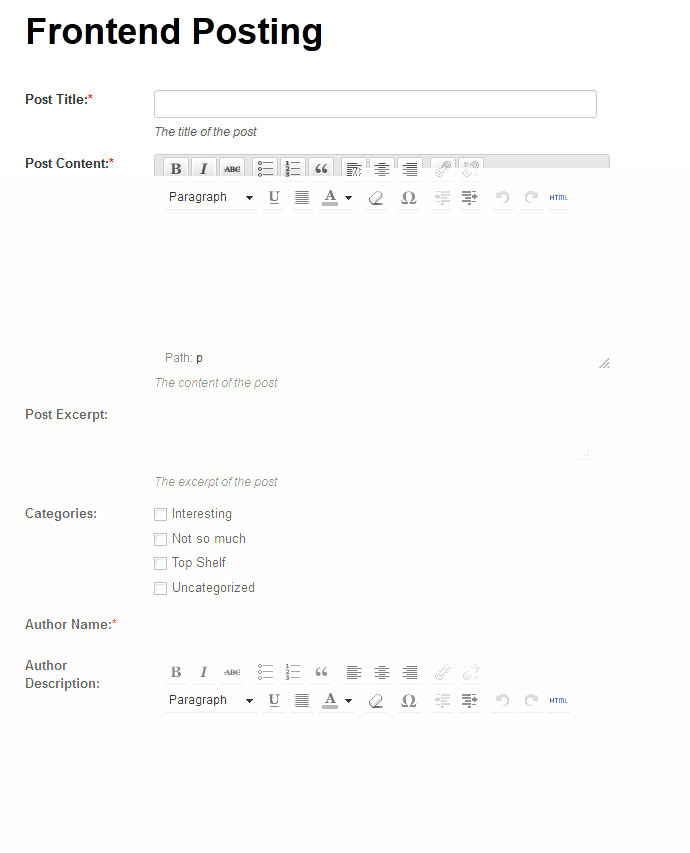 Frontend Posting
Post Title:*
The title of the post
Post Content:*
B I ABC
Paragraph U A Ω HTML
Path: p
The content of the post
Post Excerpt:
The excerpt of the post
Categories:
Interesting
Not so much
Top Shelf
Uncategorized
Author Name:*
Author
Description:
B I ABC
Paragraph U A Ω HTML